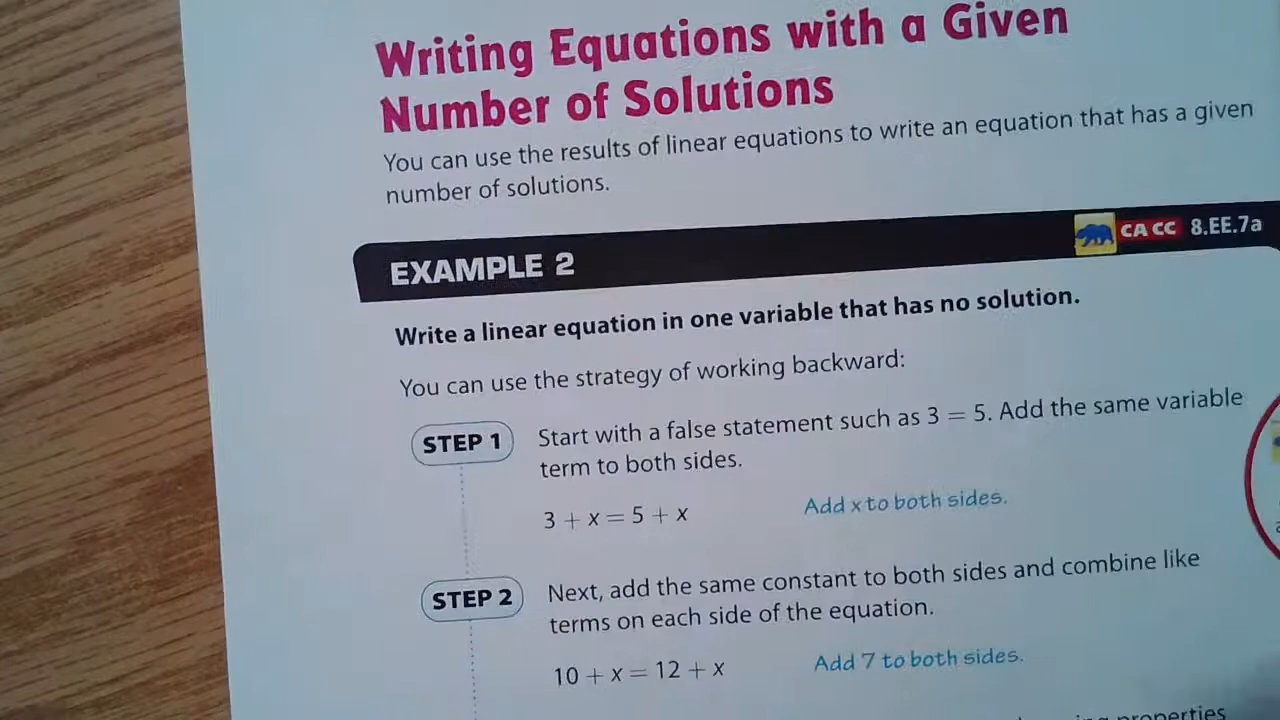 Writing Equations with a Given
Number of Solutions
You can use the results of linear equations to write an equation that has a given
number of solutions.
CA CC 8.EE.7a
EXAMPLE 2
Write a linear equation in one variable that has no solution.
You can use the strategy of working backward:
STEP 1 Start with a false statement such as 3 = 5. Add the same variable
term to both sides.
3 + x = 5 + x Add x to both sides.
STEP 2 Next, add the same constant to both sides and combine like
terms on each side of the equation.
10 + x = 12 + x Add 7 to both sides.
properties